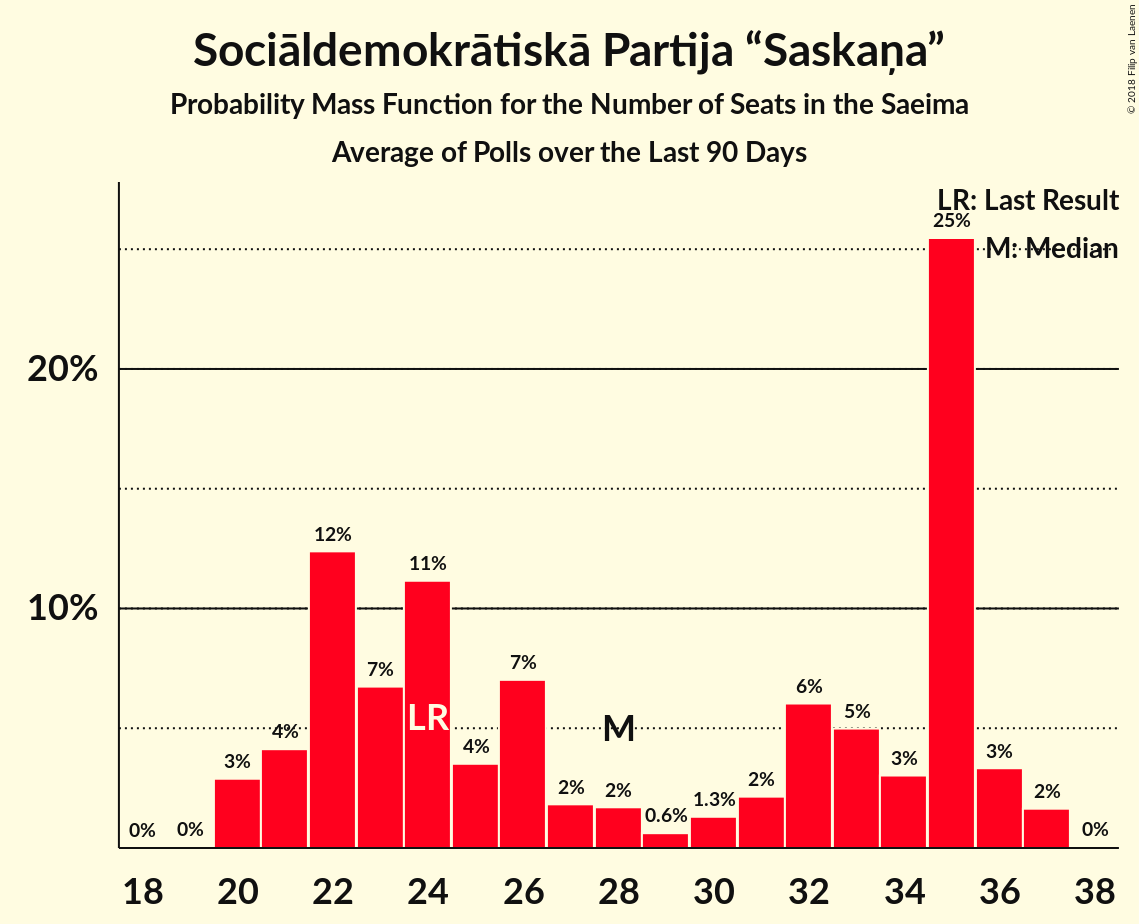 Sociāldemokrātiskā Partija “Saskaņa”
Probability Mass Function for the Number of Seats in the Saeima
Average of Polls over the Last 90 Days
© 2018 Filip van Laenen
LR: Last Result
M: Median
20%
10%
0% 0% 3% 4% 12% 7% 11% 4% 7% 2% 2% 0.6% 1.3% 2% 6% 5% 3% 25% 3% 2% 0%
LR
M
18 20 22 24 26 28 30 32 34 36 38